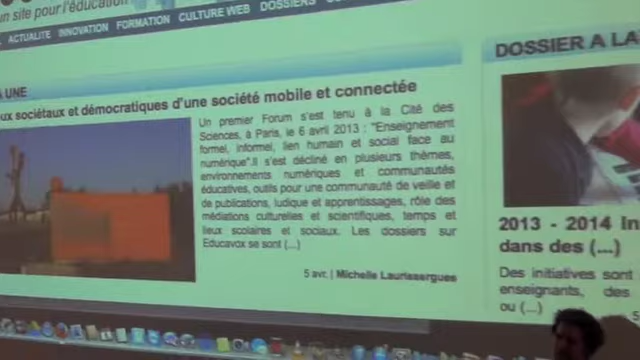 un site pour l'éducation
ACTUALITE INNOVATION FORMATION CULTURE WEB DOSSIERS
A UNE
ux sociétaux et démocratiques d'une société mobile et connectée
Un premier Forum s'est tenu à la Cité des
Sciences, à Paris, le 6 avril 2013 : "Enseignement
formel, informel, lien humain et social face au
numérique".Il s'est décliné en plusieurs thèmes,
environnements numériques et communautés
éducatives, outils pour une communauté de veille et
de publications, ludique et apprentissages, rôle des
médiations culturelles et scientifiques, temps et
lieux scolaires et sociaux. Les dossiers sur
Educavox se sont (...)
5 avr. | Michelle Laurissergues
DOSSIER A LA
2013 - 2014 In
dans des (...)
Des initiatives sont
enseignants, des
ou (...)